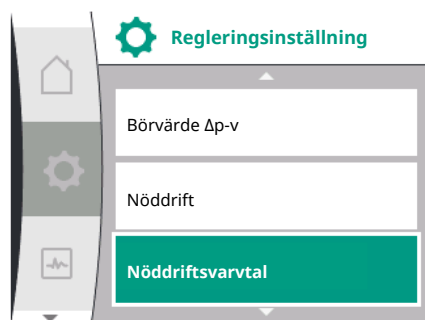 Regleringsinställning
Börvärde Δp-v
Nöddrift
Nöddriftsvarvtal